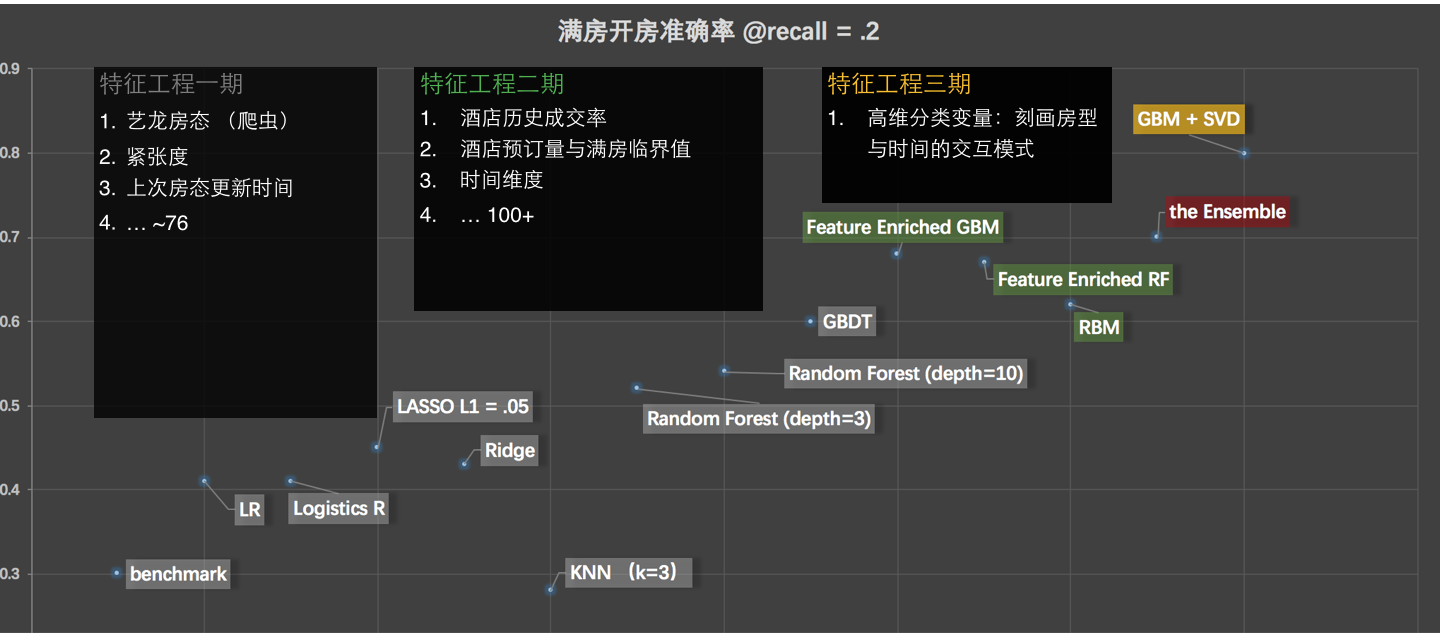 满房开房准确率 @recall = .2
0.9
0.8
0.7
0.6
0.5
0.4
0.3
特征工程一期
1. 艺龙房态 （爬虫）
2. 紧张度
3. 上次房态更新时间
4. … ~76
特征工程二期
1. 酒店历史成交率
2. 酒店预订量与满房临界值
3. 时间维度
4. … 100+
特征工程三期
1. 高维分类变量：刻画房型
与时间的交互模式
GBM + SVD
the Ensemble
Feature Enriched GBM
Feature Enriched RF
RBM
GBDT
Random Forest (depth=10)
Random Forest (depth=3)
LASSO L1 = .05
Ridge
LR
Logistics R
benchmark
KNN （k=3）